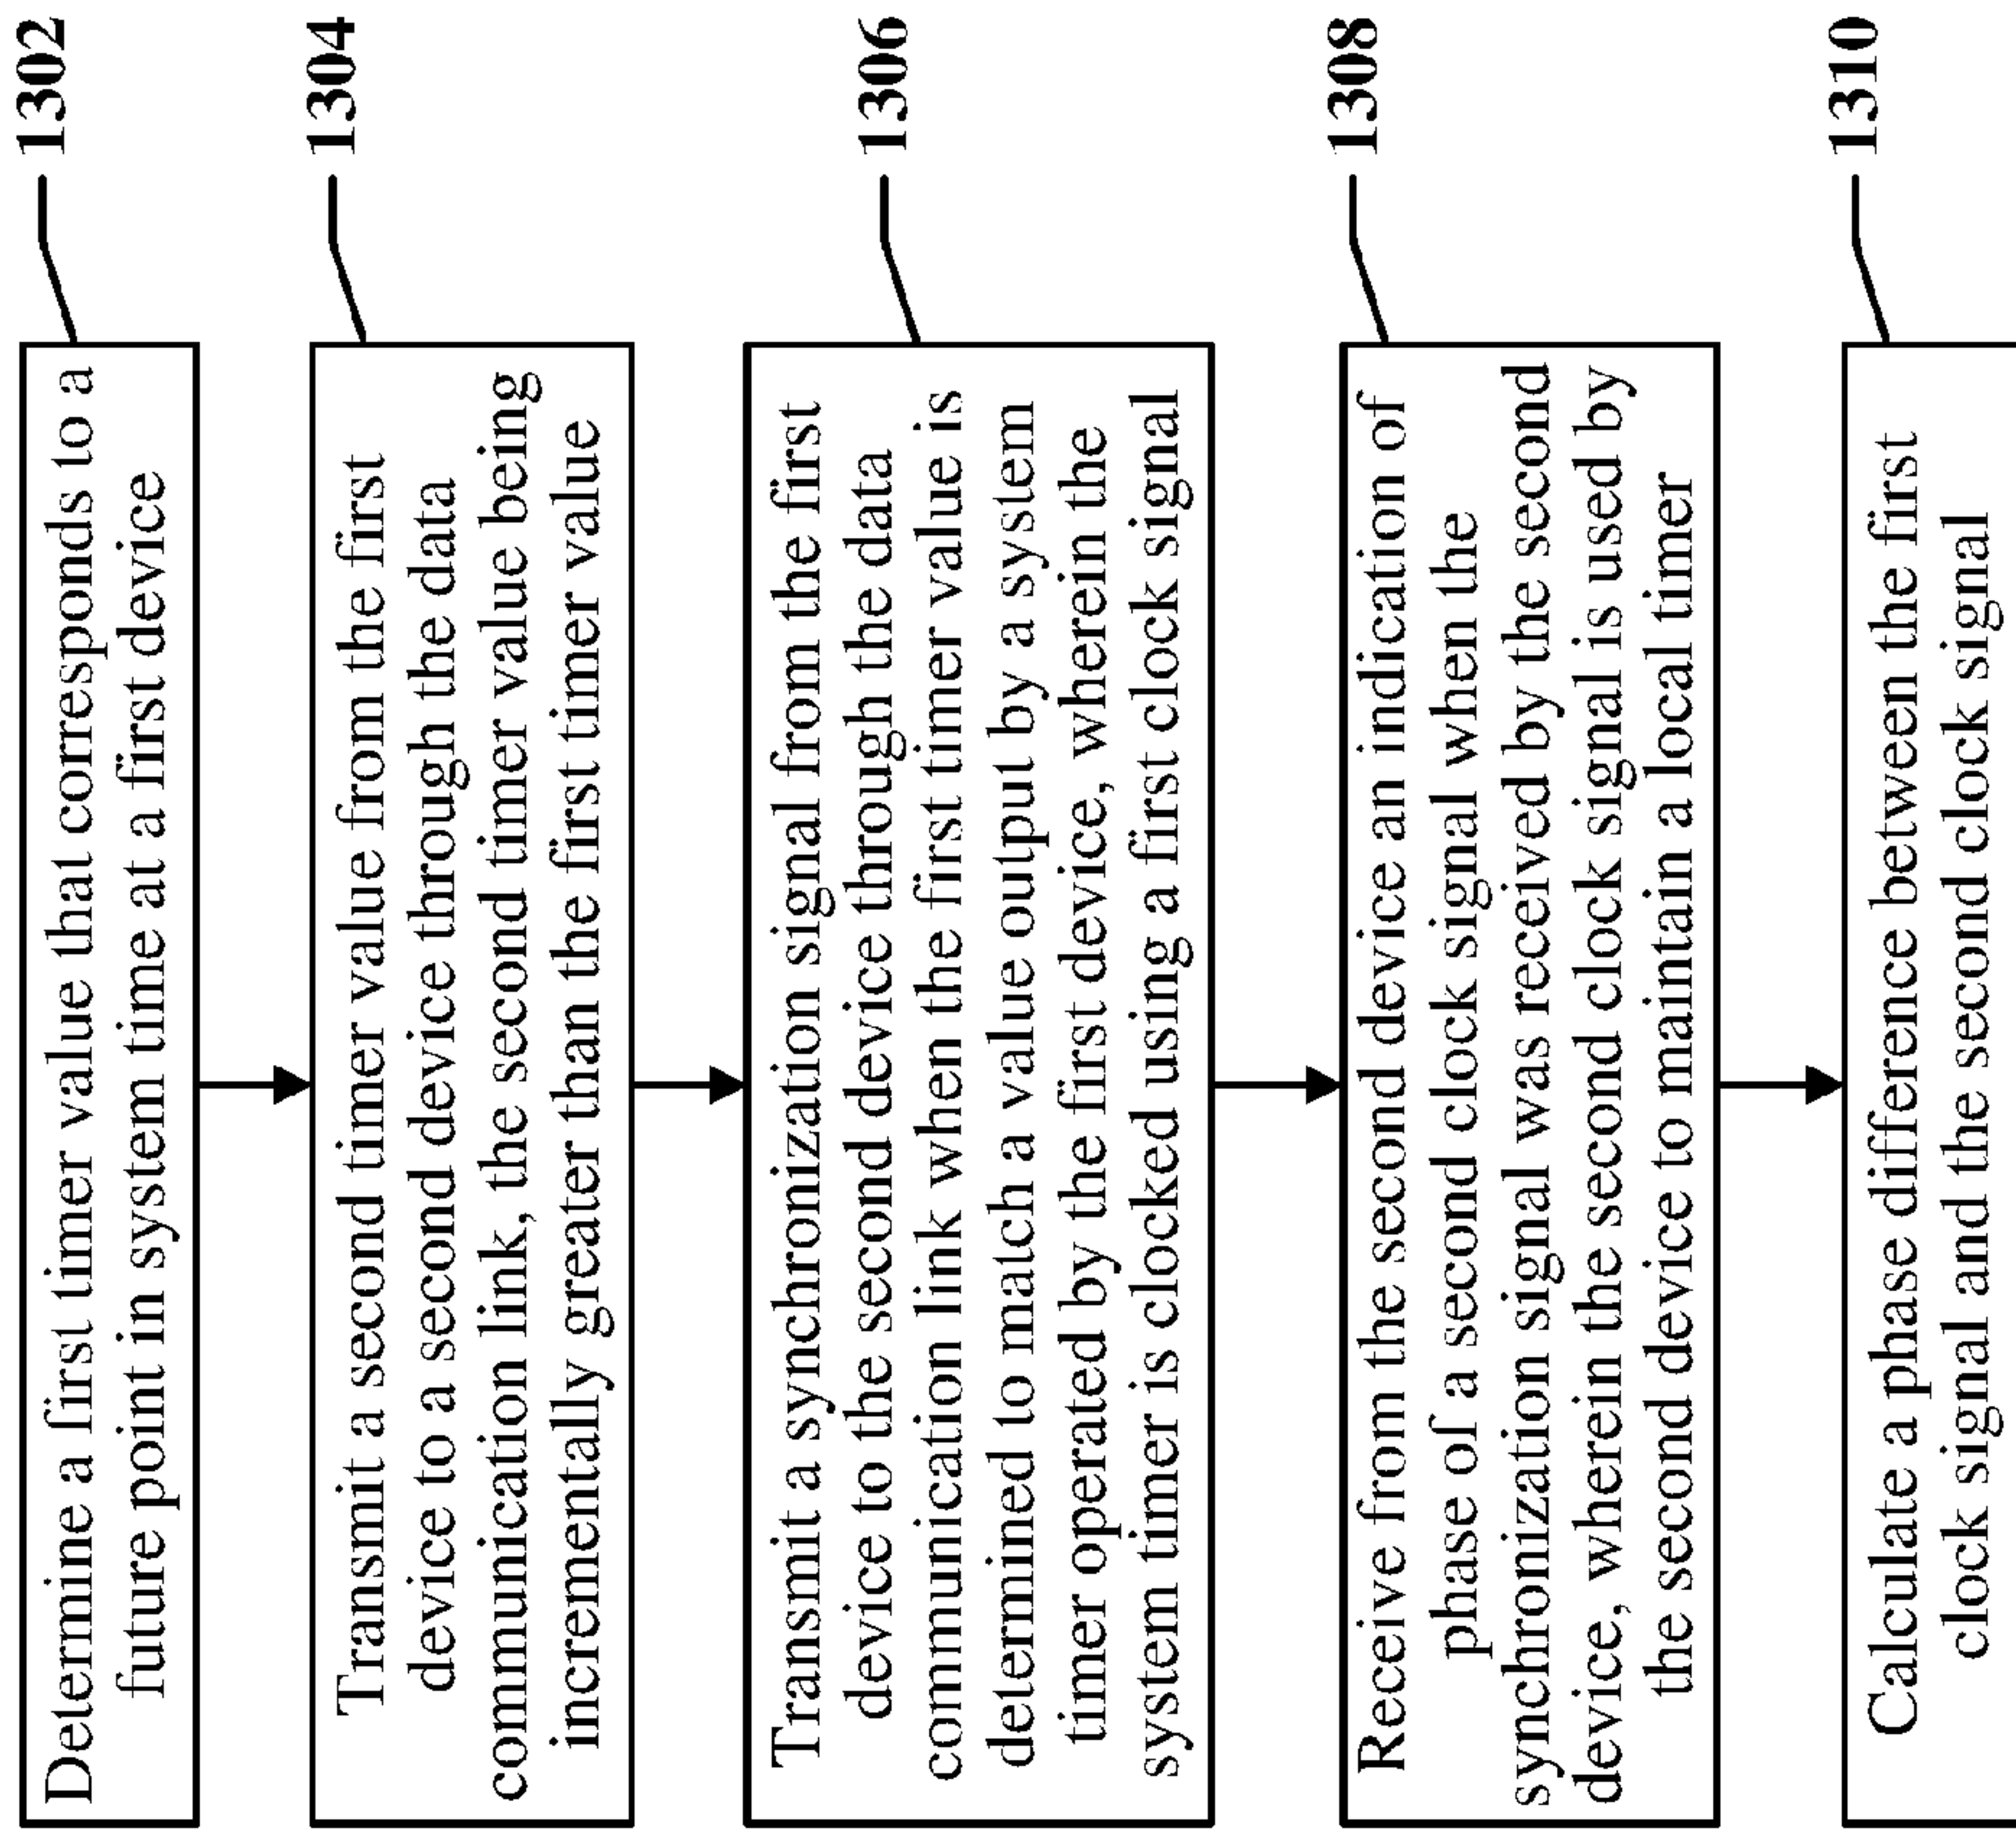 Determine a first timer value that corresponds to a
future point in system time at a first device
1302
Transmit a second timer value from the first
device to a second device through the data
communication link, the second timer value being
incrementally greater than the first timer value
1304
Transmit a synchronization signal from the first
device to the second device through the data
communication link when the first timer value is
determined to match a value output by a system
timer operated by the first device, wherein the
system timer is clocked using a first clock signal
1306
Receive from the second device an indication of
phase of a second clock signal when the
synchronization signal was received by the second
device, wherein the second clock signal is used by
the second device to maintain a local timer
1308
Calculate a phase difference between the first
clock signal and the second clock signal
1310